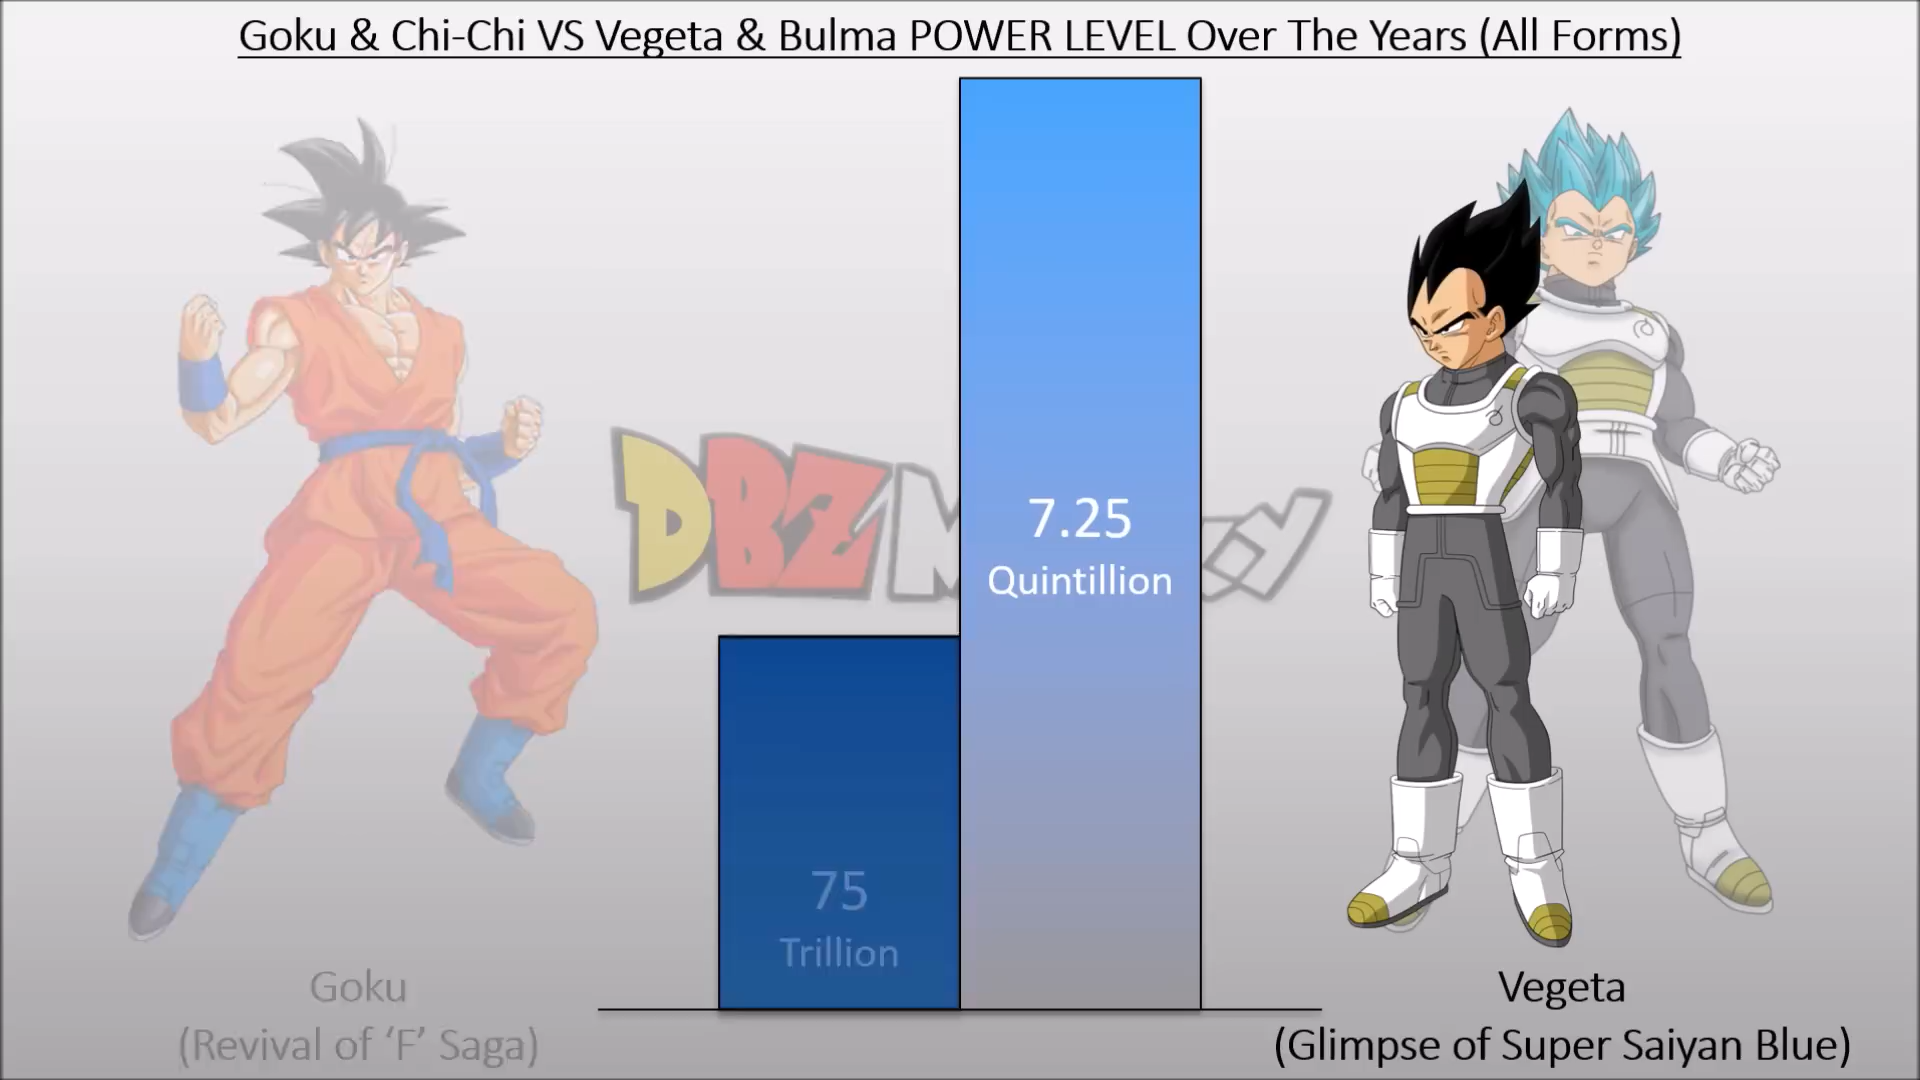 Goku & Chi-Chi VS Vegeta & Bulma POWER LEVEL Over The Years (All Forms)
DBZ
7.25
Quintillion
75
Trillion
Goku
(Revival of ‘F’ Saga)
Vegeta
(Glimpse of Super Saiyan Blue)